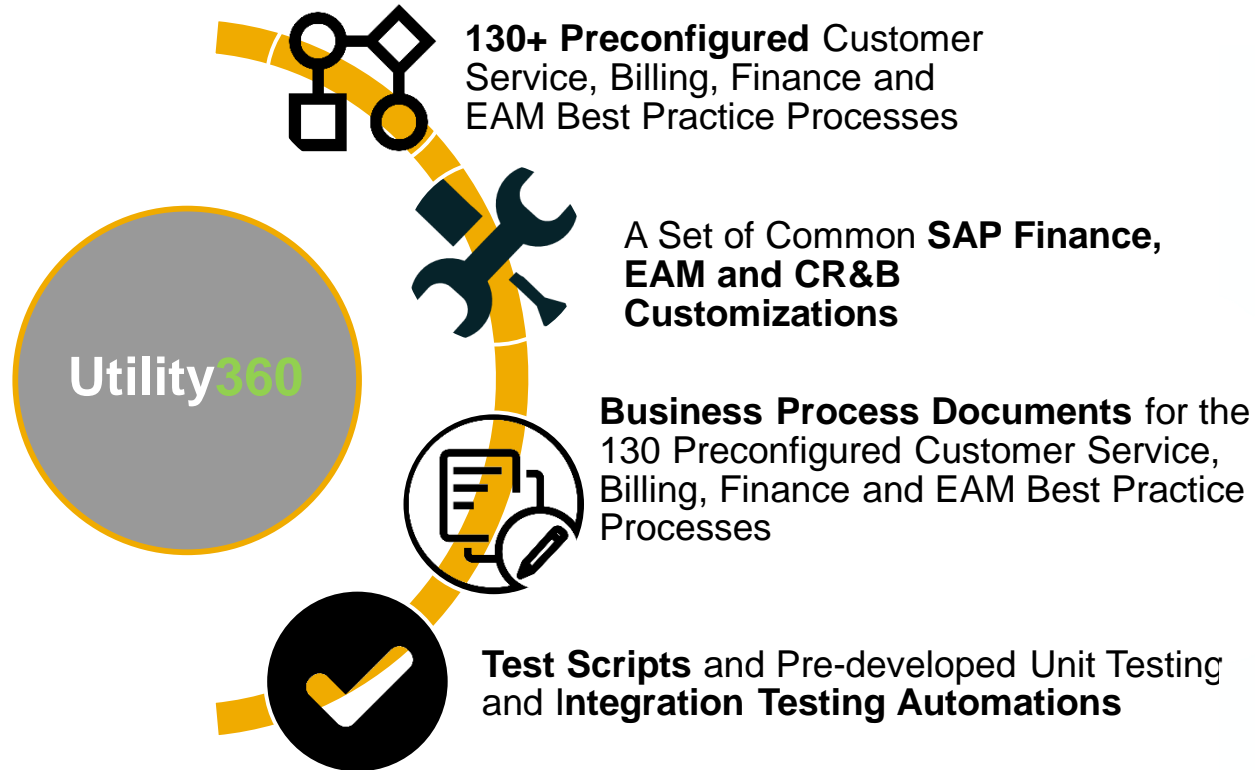 130+ Preconfigured Customer
Service, Billing, Finance and
EAM Best Practice Processes
A Set of Common SAP Finance,
EAM and CR&B
Customizations
Utility360
Business Process Documents for the
130 Preconfigured Customer Service,
Billing, Finance and EAM Best Practice
Processes
Test Scripts and Pre-developed Unit Testing
and Integration Testing Automations